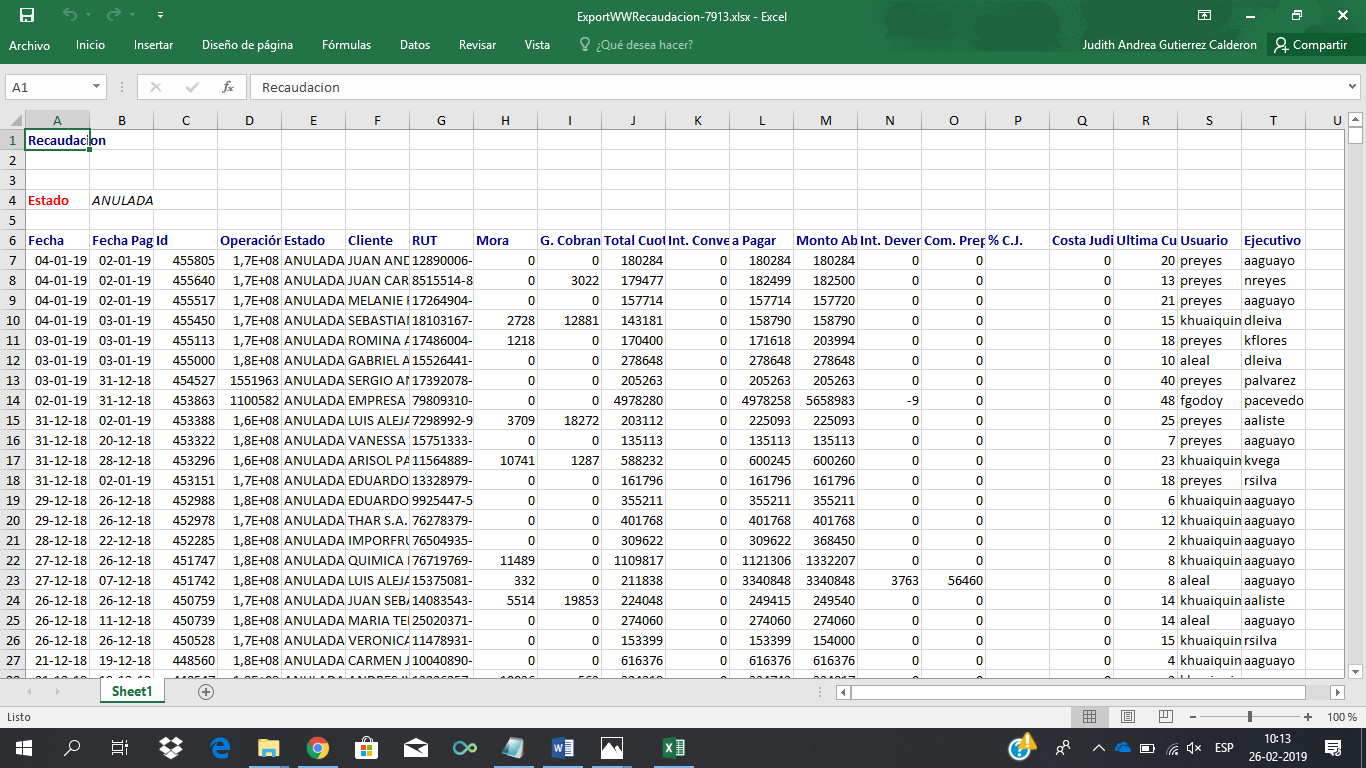 ExportWWRecaudacion-7913.xlsx - Excel
Archivo Inicio Insertar Diseño de página Fórmulas Datos Revisar Vista ¿Qué desea hacer? Judith Andrea Gutierrez Calderon Compartir
A1 fx Recaudacion
A B C D E F G H I J K L M N O P Q R S T U
1 Recaudacion
2
3
4 Estado ANULADA
5
6 Fecha Fecha Pag Id Operación Estado Cliente RUT Mora G. Cobran Total Cuot Int. Conve a Pagar Monto Ab Int. Dever Com. Prep % C.J. Costa Judi Ultima Cu Usuario Ejecutivo
7 04-01-19 02-01-19 455805 1,7E+08 ANULADA JUAN AND 12890006- 0 0 180284 0 180284 180284 0 0 0 20 preyes aaguayo
8 04-01-19 02-01-19 455640 1,7E+08 ANULADA JUAN CAR 8515514-8 0 3022 179477 0 182499 182500 0 0 0 13 preyes nreyes
9 04-01-19 02-01-19 455517 1,7E+08 ANULADA MELANIE 17264904- 0 0 157714 0 157714 157720 0 0 0 21 preyes aaguayo
10 04-01-19 03-01-19 455450 1,7E+08 ANULADA SEBASTIAN 18103167- 2728 12881 143181 0 158790 158790 0 0 0 15 khuaiquin dleiva
11 03-01-19 03-01-19 455113 1,7E+08 ANULADA ROMINA A 17486004- 1218 0 170400 0 171618 203994 0 0 0 18 preyes kflores
12 03-01-19 03-01-19 455000 1,8E+08 ANULADA GABRIEL A 15526441- 0 0 278648 0 278648 278648 0 0 0 10 aleal dleiva
13 03-01-19 31-12-18 454527 1551963 ANULADA SERGIO AN 17392078- 0 0 205263 0 205263 205263 0 0 0 40 preyes palvarez
14 02-01-19 31-12-18 453863 1100582 ANULADA EMPRESA 79809310- 0 0 4978280 0 4978258 5658983 -9 0 0 48 fgodoy pacevedo
15 31-12-18 02-01-19 453388 1,6E+08 ANULADA LUIS ALEJA 7298992-9 3709 18272 203112 0 225093 225093 0 0 0 25 preyes aaliste
16 31-12-18 20-12-18 453322 1,8E+08 ANULADA VANESSA 15751333- 0 0 135113 0 135113 135113 0 0 0 7 preyes aaguayo
17 31-12-18 28-12-18 453296 1,6E+08 ANULADA ARISOL PA 11564889- 10741 1287 588232 0 600245 600260 0 0 0 23 khuaiquin kvega
18 31-12-18 02-01-19 453151 1,7E+08 ANULADA EDUARDO 13328979- 0 0 161796 0 161796 161796 0 0 0 18 preyes rsilva
19 29-12-18 26-12-18 452988 1,8E+08 ANULADA EDUARDO 9925447-5 0 0 355211 0 355211 355211 0 0 0 6 khuaiquin aaguayo
20 29-12-18 26-12-18 452978 1,7E+08 ANULADA THAR S.A. 76278379- 0 0 401768 0 401768 401768 0 0 0 12 khuaiquin aaguayo
21 28-12-18 22-12-18 452285 1,8E+08 ANULADA IMPORFRU 76504935- 0 0 309622 0 309622 368450 0 0 0 2 khuaiquin aaguayo
22 27-12-18 26-12-18 451747 1,8E+08 ANULADA QUIMICA 76719769- 11489 0 1109817 0 1121306 1332207 0 0 0 8 khuaiquin aaguayo
23 27-12-18 07-12-18 451742 1,8E+08 ANULADA LUIS ALEJA 15375081- 332 0 211838 0 3340848 3340848 3763 56460 0 8 aleal aaguayo
24 26-12-18 26-12-18 450759 1,7E+08 ANULADA JUAN SEBA 14083543- 5514 19853 224048 0 249415 249540 0 0 0 14 khuaiquin aaliste
25 26-12-18 11-12-18 450739 1,8E+08 ANULADA MARIA TE 25020371- 0 0 274060 0 274060 274060 0 0 0 14 aleal aaguayo
26 26-12-18 26-12-18 450528 1,7E+08 ANULADA VERONICA 11478931- 0 0 153399 0 153399 154000 0 0 0 15 khuaiquin rsilva
27 21-12-18 19-12-18 448560 1,8E+08 ANULADA CARMEN J 10040890- 0 0 616376 0 616376 616376 0 0 0 4 khuaiquin aaguayo
Sheet1
Listo 100 %
ESP 10:13
26-02-2019